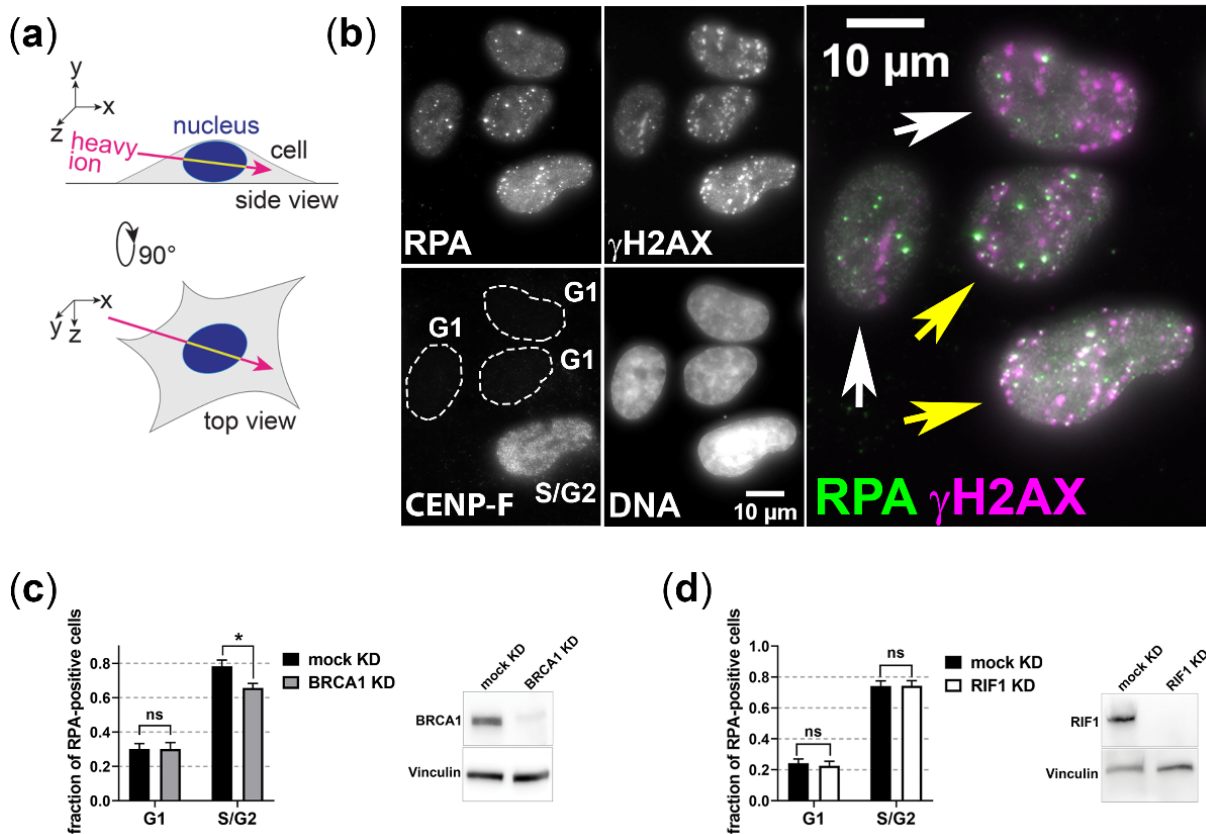 (a)
y
x
z
nucleus
heavy
ion
cell
side view
90°
x
y
z
top view
(b)
RPA
γH2AX
G1
G1
G1
S/G2
CENP-F
DNA
10 µm
10 µm
RPA γH2AX
(c)
fraction of RPA-positive cells
0.8
0.6
0.4
0.2
0.0
ns
*
G1
S/G2
mock KD
BRCA1 KD
mock KD
BRCA1 KD
BRCA1
Vinculin
(d)
fraction of RPA-positive cells
1.0
0.8
0.6
0.4
0.2
0.0
ns
ns
G1
S/G2
mock KD
RIF1 KD
mock KD
RIF1 KD
RIF1
Vinculin